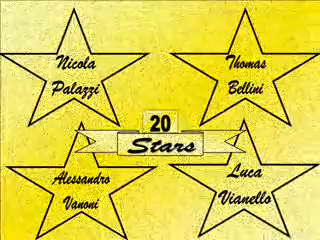 Nicola
Palazzi
Thomas
Bellini
20
Stars
Alessandro
Vanoni
Luca
Vianello